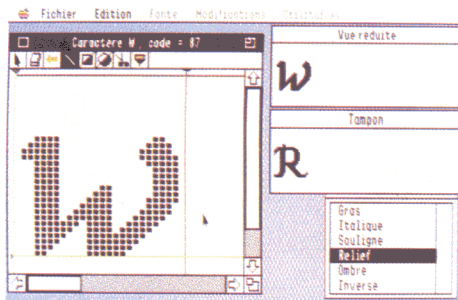 Fichier Edition Fonte Modifications
Caractere W, code = 87
Vue reduite
W
Tampon
R
Gras
Italique
Souligne
Relief
Ombre
Inverse